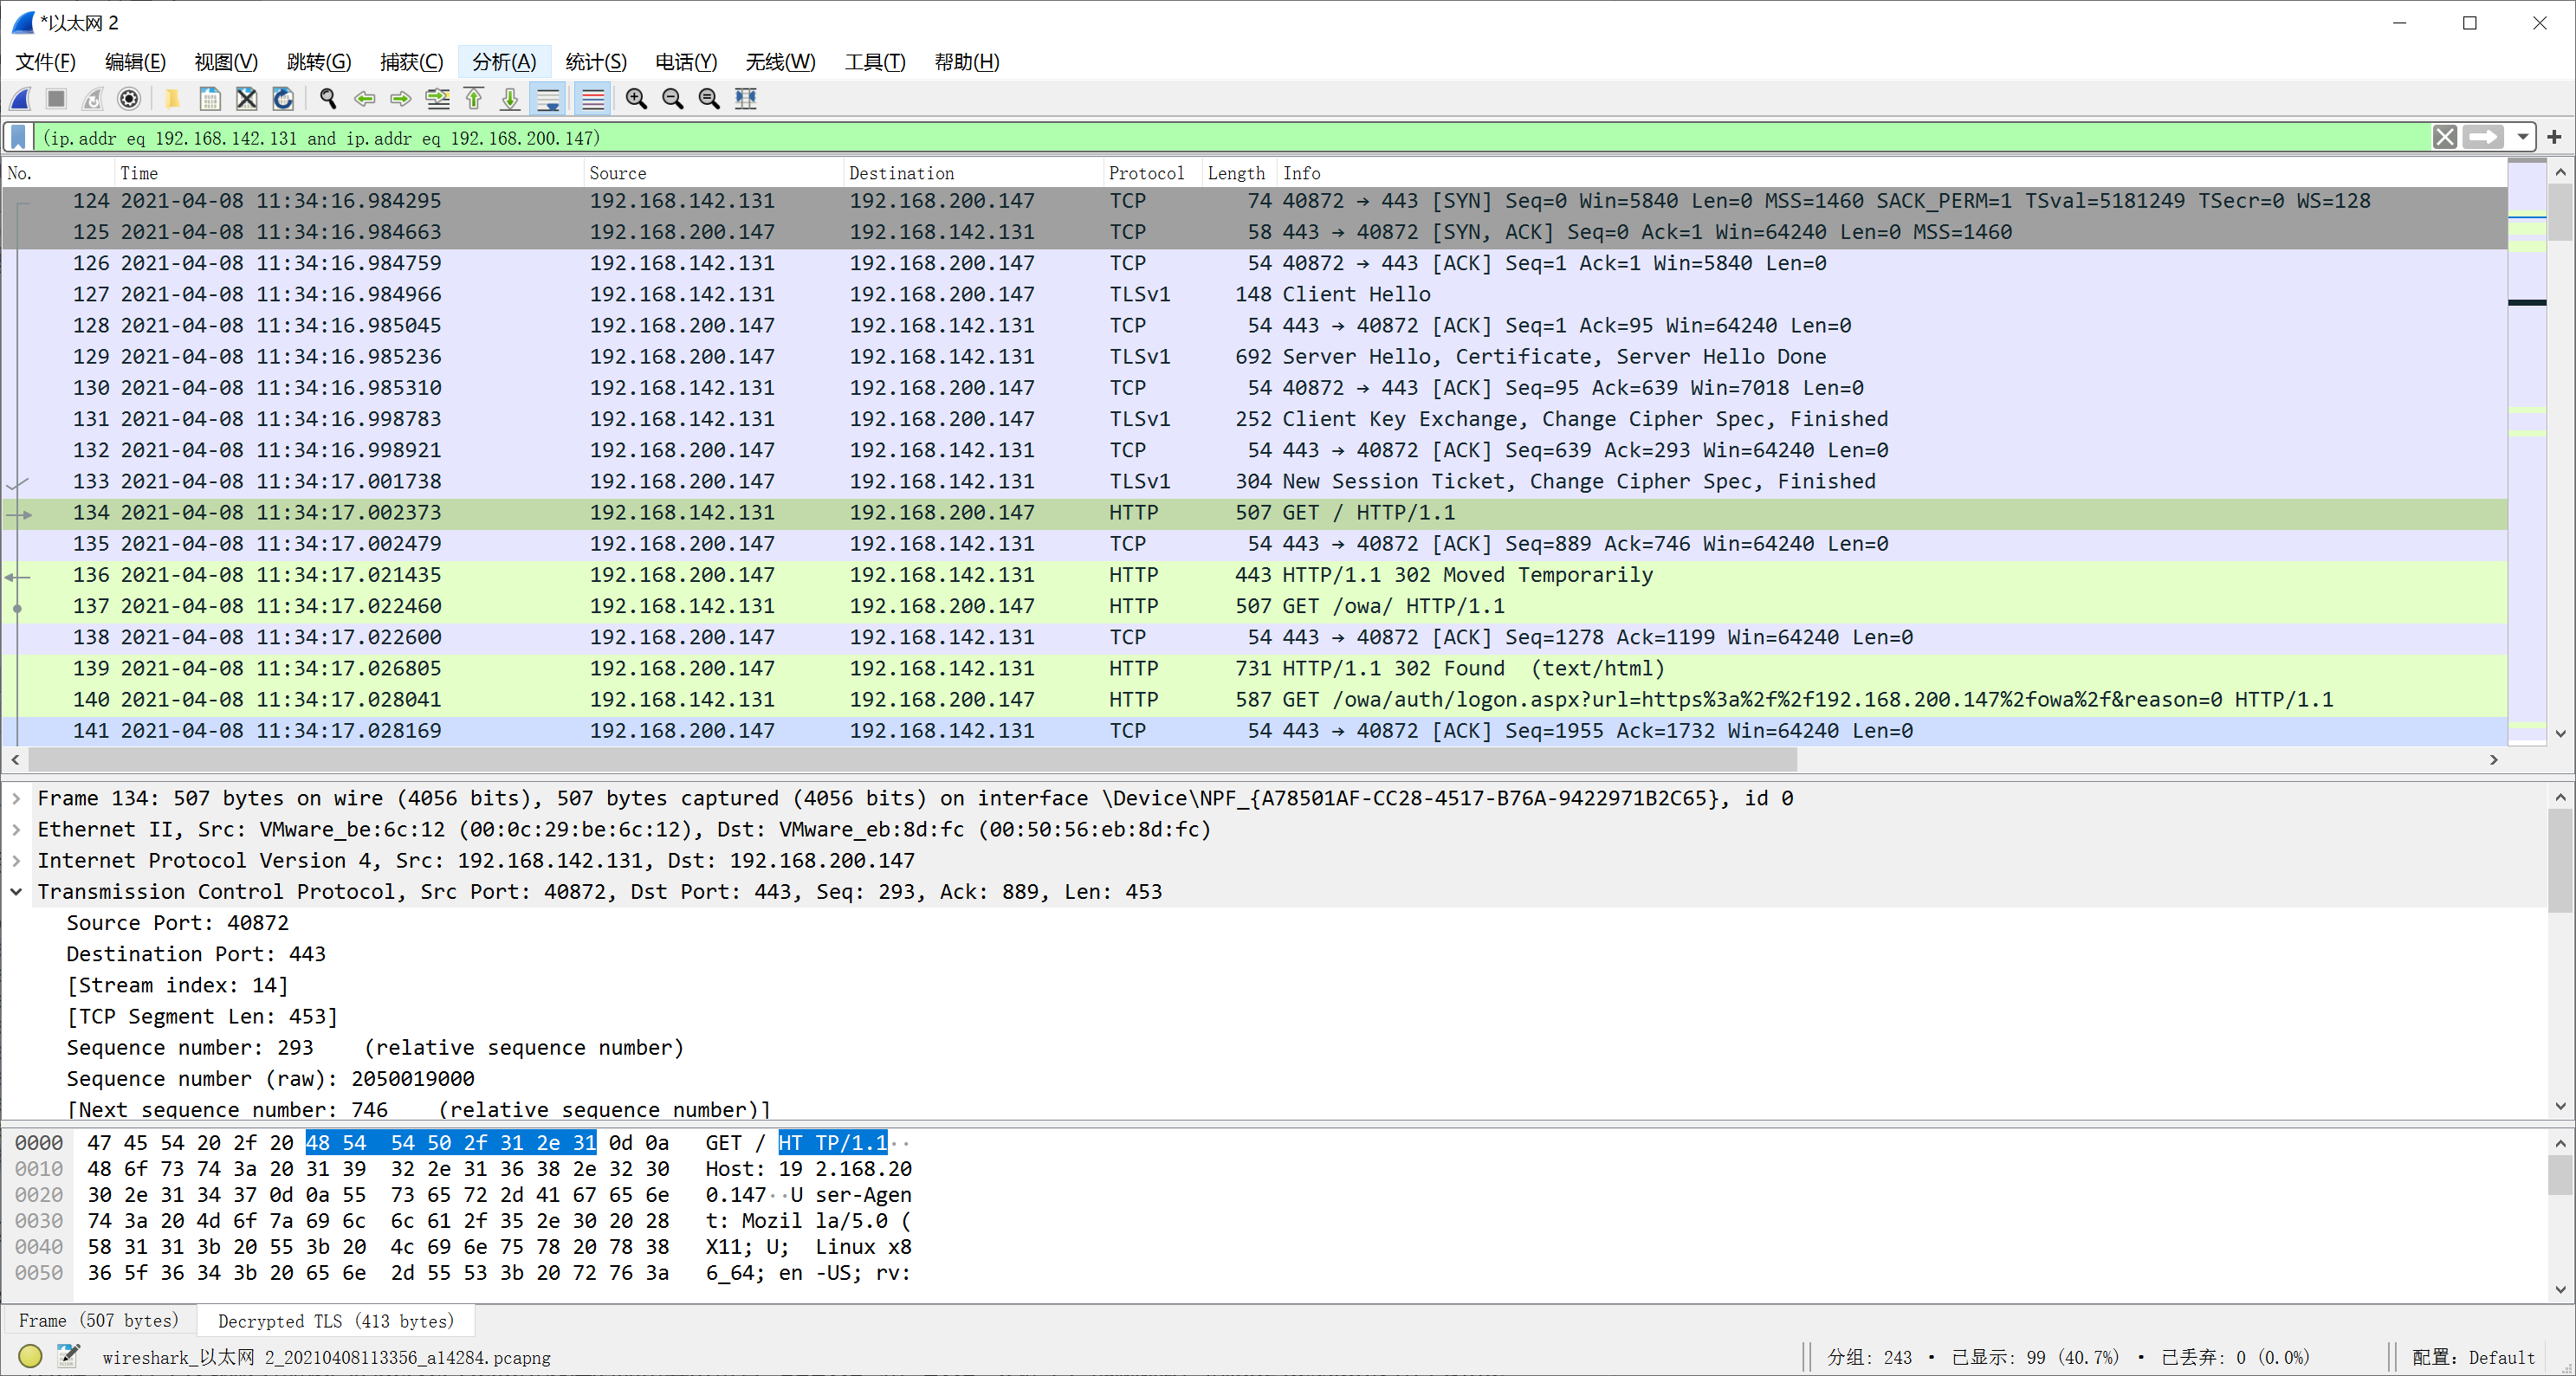 *以太网 2
文件(F) 编辑(E) 视图(V) 跳转(G) 捕获(C) 分析(A) 统计(S) 电话(Y) 无线(W) 工具(T) 帮助(H)
(ip.addr eq 192.168.142.131 and ip.addr eq 192.168.200.147)
No. Time Source Destination Protocol Length Info
124 2021-04-08 11:34:16.984295 192.168.142.131 192.168.200.147 TCP 74 40872 → 443 [SYN] Seq=0 Win=5840 Len=0 MSS=1460 SACK_PERM=1 TSval=5181249 TSecr=0 WS=128
125 2021-04-08 11:34:16.984663 192.168.200.147 192.168.142.131 TCP 58 443 → 40872 [SYN, ACK] Seq=0 Ack=1 Win=64240 Len=0 MSS=1460
126 2021-04-08 11:34:16.984759 192.168.142.131 192.168.200.147 TCP 54 40872 → 443 [ACK] Seq=1 Ack=1 Win=5840 Len=0
127 2021-04-08 11:34:16.984966 192.168.142.131 192.168.200.147 TLSv1 148 Client Hello
128 2021-04-08 11:34:16.985045 192.168.200.147 192.168.142.131 TCP 54 443 → 40872 [ACK] Seq=1 Ack=95 Win=64240 Len=0
129 2021-04-08 11:34:16.985236 192.168.200.147 192.168.142.131 TLSv1 692 Server Hello, Certificate, Server Hello Done
130 2021-04-08 11:34:16.985310 192.168.142.131 192.168.200.147 TCP 54 40872 → 443 [ACK] Seq=95 Ack=639 Win=7018 Len=0
131 2021-04-08 11:34:16.998783 192.168.142.131 192.168.200.147 TLSv1 252 Client Key Exchange, Change Cipher Spec, Finished
132 2021-04-08 11:34:16.998921 192.168.200.147 192.168.142.131 TCP 54 443 → 40872 [ACK] Seq=639 Ack=293 Win=64240 Len=0
133 2021-04-08 11:34:17.001738 192.168.200.147 192.168.142.131 TLSv1 304 New Session Ticket, Change Cipher Spec, Finished
134 2021-04-08 11:34:17.002373 192.168.142.131 192.168.200.147 HTTP 507 GET / HTTP/1.1
135 2021-04-08 11:34:17.002479 192.168.200.147 192.168.142.131 TCP 54 443 → 40872 [ACK] Seq=889 Ack=746 Win=64240 Len=0
136 2021-04-08 11:34:17.021435 192.168.200.147 192.168.142.131 HTTP 443 HTTP/1.1 302 Moved Temporarily
137 2021-04-08 11:34:17.022460 192.168.142.131 192.168.200.147 HTTP 507 GET /owa/ HTTP/1.1
138 2021-04-08 11:34:17.022600 192.168.200.147 192.168.142.131 TCP 54 443 → 40872 [ACK] Seq=1278 Ack=1199 Win=64240 Len=0
139 2021-04-08 11:34:17.026805 192.168.200.147 192.168.142.131 HTTP 731 HTTP/1.1 302 Found (text/html)
140 2021-04-08 11:34:17.028041 192.168.142.131 192.168.200.147 HTTP 587 GET /owa/auth/logon.aspx?url=https%3a%2f%2f192.168.200.147%2fowa%2f&reason=0 HTTP/1.1
141 2021-04-08 11:34:17.028169 192.168.200.147 192.168.142.131 TCP 54 443 → 40872 [ACK] Seq=1955 Ack=1732 Win=64240 Len=0
Frame 134: 507 bytes on wire (4056 bits), 507 bytes captured (4056 bits) on interface \Device\NPF_{A78501AF-CC28-4517-B76A-9422971B2C65}, id 0
Ethernet II, Src: VMware_be:6c:12 (00:0c:29:be:6c:12), Dst: VMware_eb:8d:fc (00:50:56:eb:8d:fc)
Internet Protocol Version 4, Src: 192.168.142.131, Dst: 192.168.200.147
Transmission Control Protocol, Src Port: 40872, Dst Port: 443, Seq: 293, Ack: 889, Len: 453
Source Port: 40872
Destination Port: 443
[Stream index: 14]
[TCP Segment Len: 453]
Sequence number: 293 (relative sequence number)
Sequence number (raw): 2050019000
[Next sequence number: 746 (relative sequence number)]
0000 47 45 54 20 2f 20 48 54 54 50 2f 31 2e 31 0d 0a GET / HT TP/1.1··
0010 48 6f 73 74 3a 20 31 39 32 2e 31 36 38 2e 32 30 Host: 19 2.168.20
0020 30 2e 31 34 37 0d 0a 55 73 65 72 2d 41 67 65 6e 0.147··U ser-Agen
0030 74 3a 20 4d 6f 7a 69 6c 6c 61 2f 35 2e 30 20 28 t: Mozil la/5.0 (
0040 58 31 31 3b 20 55 3b 20 4c 69 6e 75 78 20 78 38 X11; U; Linux x8
0050 36 5f 36 34 3b 20 65 6e 2d 55 53 3b 20 72 76 3a 6_64; en -US; rv:
Frame (507 bytes) Decrypted TLS (413 bytes)
wireshark_以太网 2_20210408113356_a14284.pcapng 分组: 243 · 已显示: 99 (40.7%) · 已丢弃: 0 (0.0%) 配置: Default